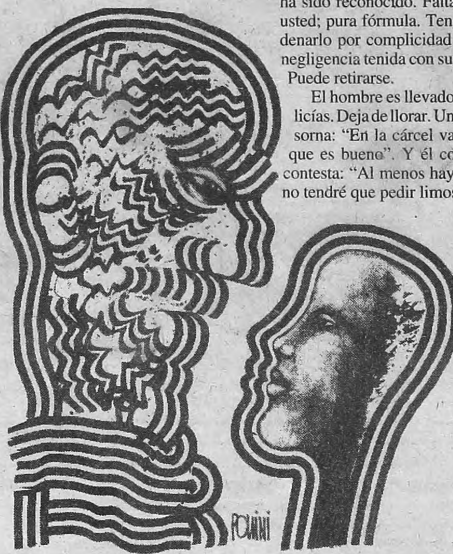 ha sido reconocido. Falta
usted; pura fórmula. Ten
denarlo por complicidad
negligencia tenida con su
Puede retirarse.
El hombre es llevado
licías. Deja de llorar. Un
sorna: "En la cárcel va
que es bueno". Y él co
contesta: "Al menos hay
no tendré que pedir limos